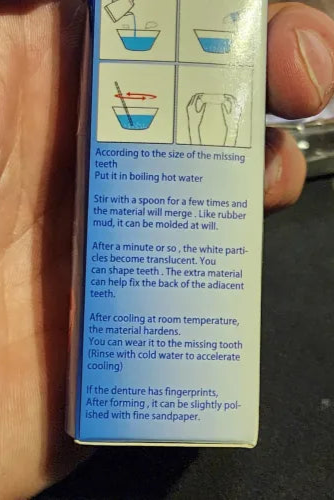 According to the size of the missing
teeth
Put it in boiling hot water
Stir with a spoon for a few times and
the material will merge . Like rubber
mud, it can be molded at will.
After a minute or so , the white parti-
cles become translucent. You
can shape teeth . The extra material
can help fix the back of the adiacent
teeth.
After cooling at room temperature,
the material hardens.
You can wear it to the missing tooth
(Rinse with cold water to accelerate
cooling)
If the denture has fingerprints,
After forming , it can be slightly pol-
ished with fine sandpaper.